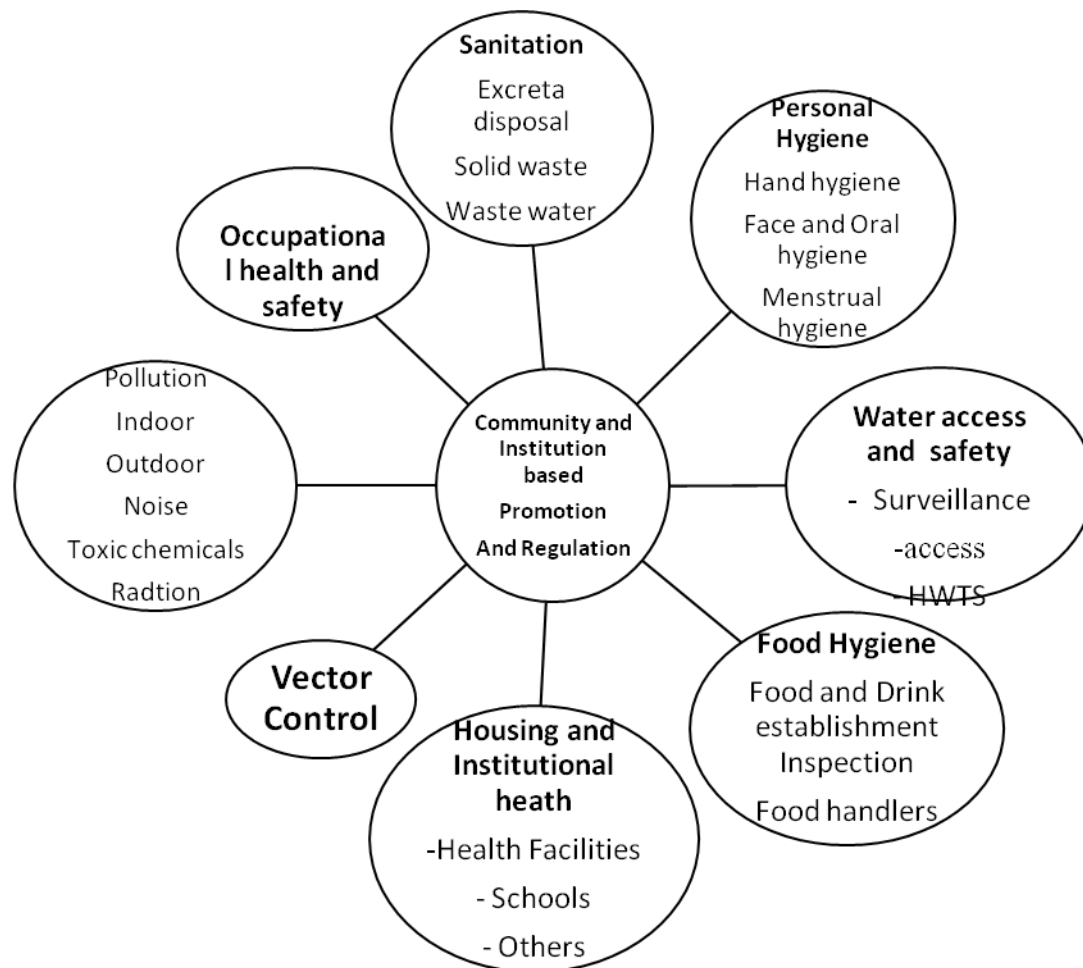 Sanitation
Excreta
disposal
Solid waste
Waste water
Personal
Hygiene
Hand hygiene
Face and Oral
hygiene
Menstrual
hygiene
Occupationa
l health and
safety
Pollution
Indoor
Outdoor
Noise
Toxic chemicals
Radtion
Community and
Institution
based
Promotion
And Regulation
Water access
and safety
- Surveillance
-access
- HWTS
Food Hygiene
Food and Drink
establishment
Inspection
Food handlers
Vector
Control
Housing and
Institutional
heath
-Health Facilities
- Schools
- Others